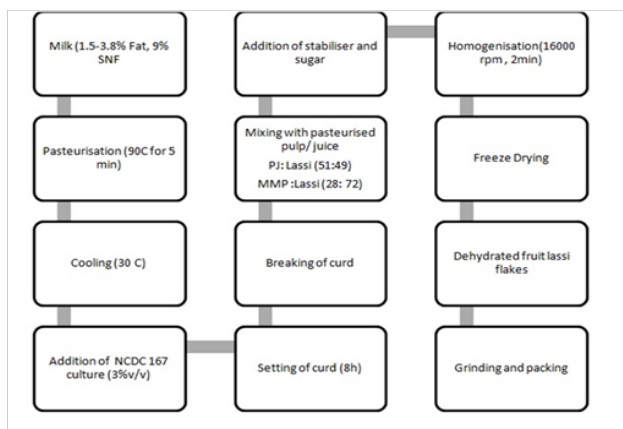 Milk (1.5-3.8% Fat, 9%
SNF
Pasteurisation (90C for 5
min)
Cooling (30 C)
Addition of NCDC 167
culture (3%v/v)
Setting of curd (8h)
Breaking of curd
Mixing with pasteurised
pulp/ juice
PJ: Lassi (51:49)
MMP :Lassi (28: 72)
Addition of stabiliser and
sugar
Homogenisation(16000
rpm , 2min)
Freeze Drying
Dehydrated fruit lassi
flakes
Grinding and packing